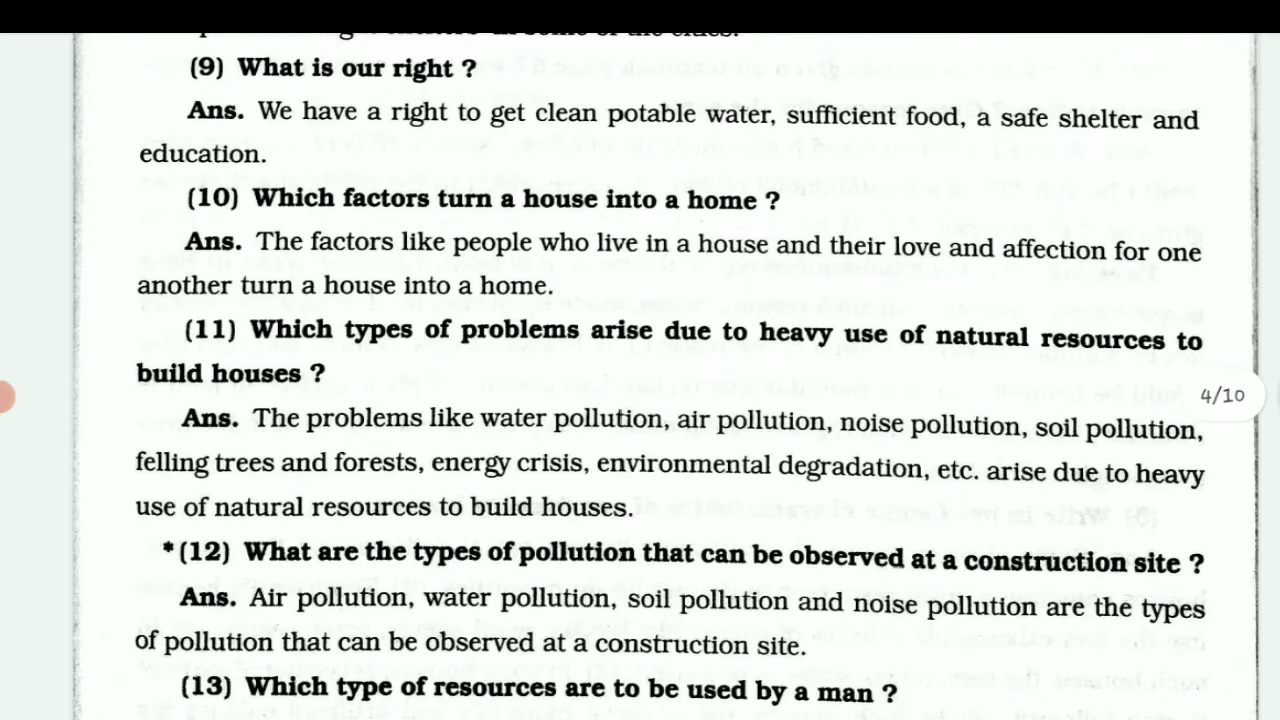 of the cities.
(9) What is our right ?
Ans. We have a right to get clean potable water, sufficient food, a safe shelter and
education.
(10) Which factors turn a house into a home ?
Ans. The factors like people who live in a house and their love and affection for one
another turn a house into a home.
(11) Which types of problems arise due to heavy use of natural resources to
build houses ?
4/10
Ans. The problems like water pollution, air pollution, noise pollution, soil pollution,
felling trees and forests, energy crisis, environmental degradation, etc. arise due to heavy
use of natural resources to build houses.
*(12) What are the types of pollution that can be observed at a construction site ?
Ans. Air pollution, water pollution, soil pollution and noise pollution are the types
of pollution that can be observed at a construction site.
(13) Which type of resources are to be used by a man ?